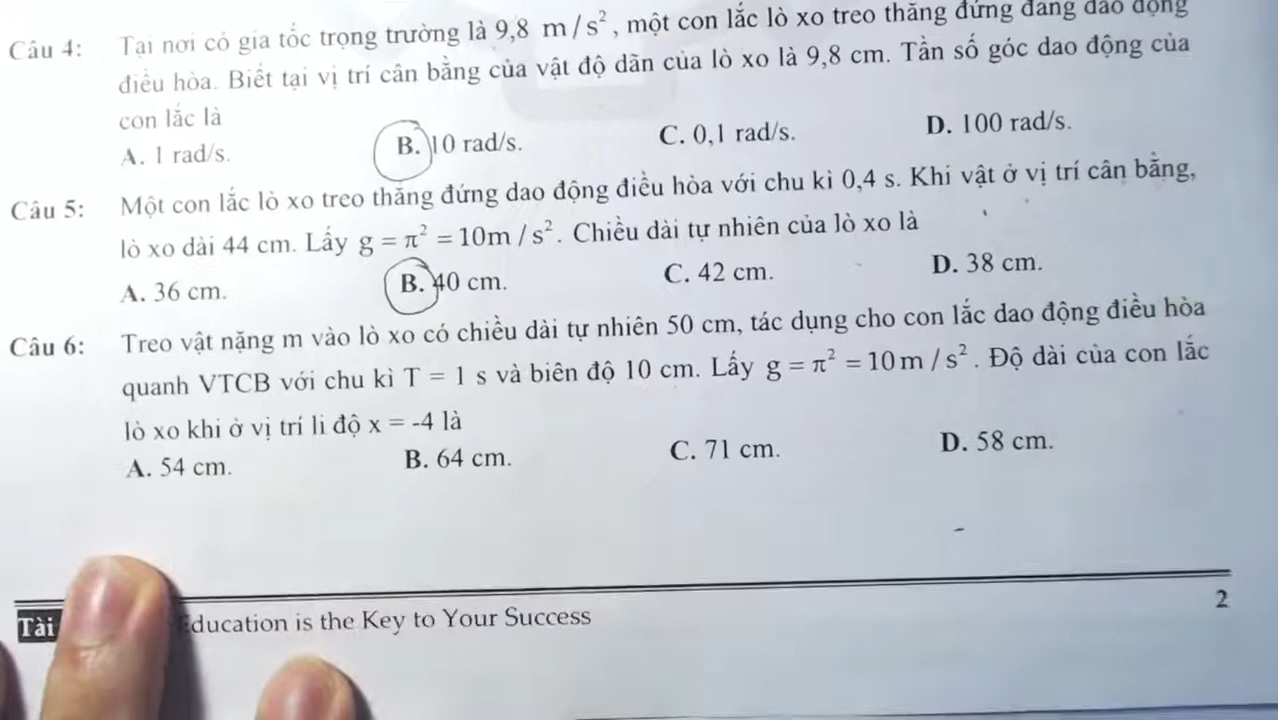 Câu 4: Tại nơi có gia tốc trọng trường là 9,8 m/s², một con lắc lò xo treo thẳng đứng đang dao động
điều hòa. Biết tại vị trí cân bằng của vật độ dãn của lò xo là 9,8 cm. Tần số góc dao động của
con lắc là
A. 1 rad/s. B. 10 rad/s. C. 0,1 rad/s. D. 100 rad/s.
Câu 5: Một con lắc lò xo treo thẳng đứng dao động điều hòa với chu kì 0,4 s. Khi vật ở vị trí cân bằng,
lò xo dài 44 cm. Lấy g = π² = 10m/s². Chiều dài tự nhiên của lò xo là
A. 36 cm. B. 40 cm. C. 42 cm. D. 38 cm.
Câu 6: Treo vật nặng m vào lò xo có chiều dài tự nhiên 50 cm, tác dụng cho con lắc dao động điều hòa
quanh VTCB với chu kì T = 1 s và biên độ 10 cm. Lấy g = π² = 10m/s². Độ dài của con lắc
lò xo khi ở vị trí li độ x = -4 là
A. 54 cm. B. 64 cm. C. 71 cm. D. 58 cm.
Tài Education is the Key to Your Success
2